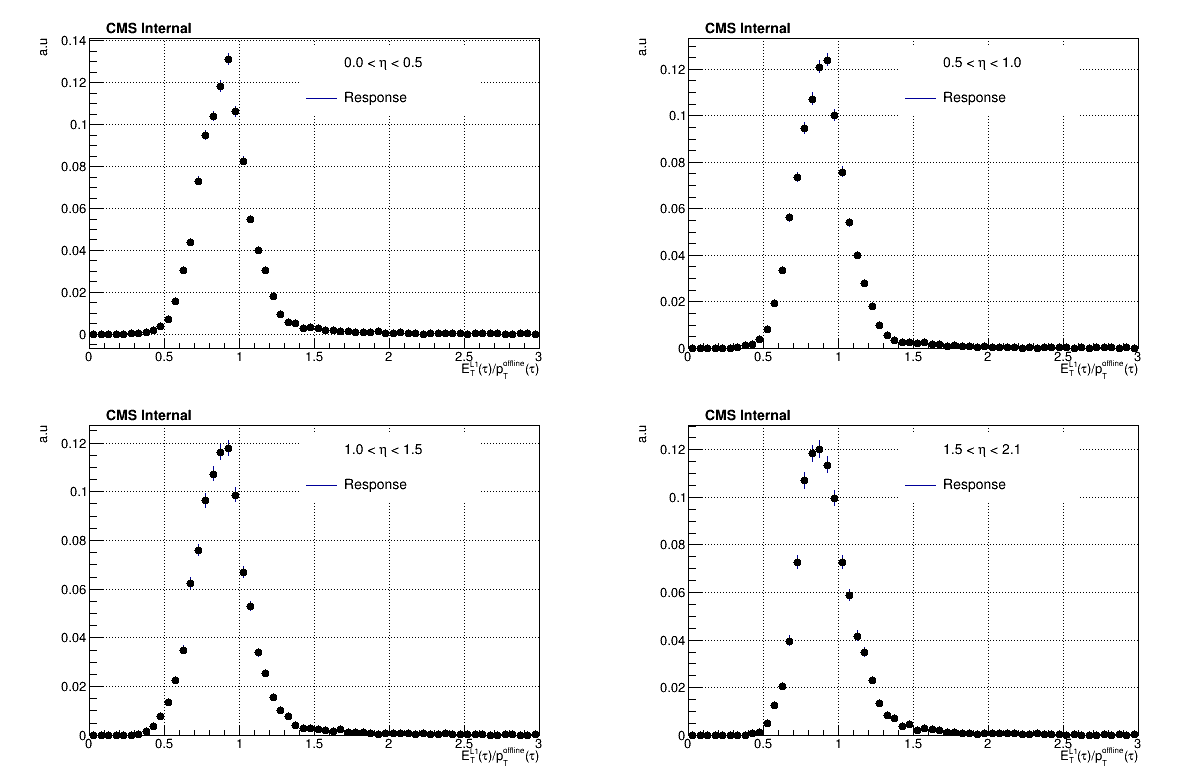 CMS Internal
a.u
0.14
0.12
0.1
0.08
0.06
0.04
0.02
0
0.0 < η < 0.5
Response
0 0.5 1 1.5 2 2.5 3
E_T^L1(τ)/p_T^offline(τ)
CMS Internal
a.u
0.12
0.1
0.08
0.06
0.04
0.02
0
0.5 < η < 1.0
Response
0 0.5 1 1.5 2 2.5 3
E_T^L1(τ)/p_T^offline(τ)
CMS Internal
a.u
0.12
0.1
0.08
0.06
0.04
0.02
0
1.0 < η < 1.5
Response
0 0.5 1 1.5 2 2.5 3
E_T^L1(τ)/p_T^offline(τ)
CMS Internal
a.u
0.12
0.1
0.08
0.06
0.04
0.02
0
1.5 < η < 2.1
Response
0 0.5 1 1.5 2 2.5 3
E_T^L1(τ)/p_T^offline(τ)